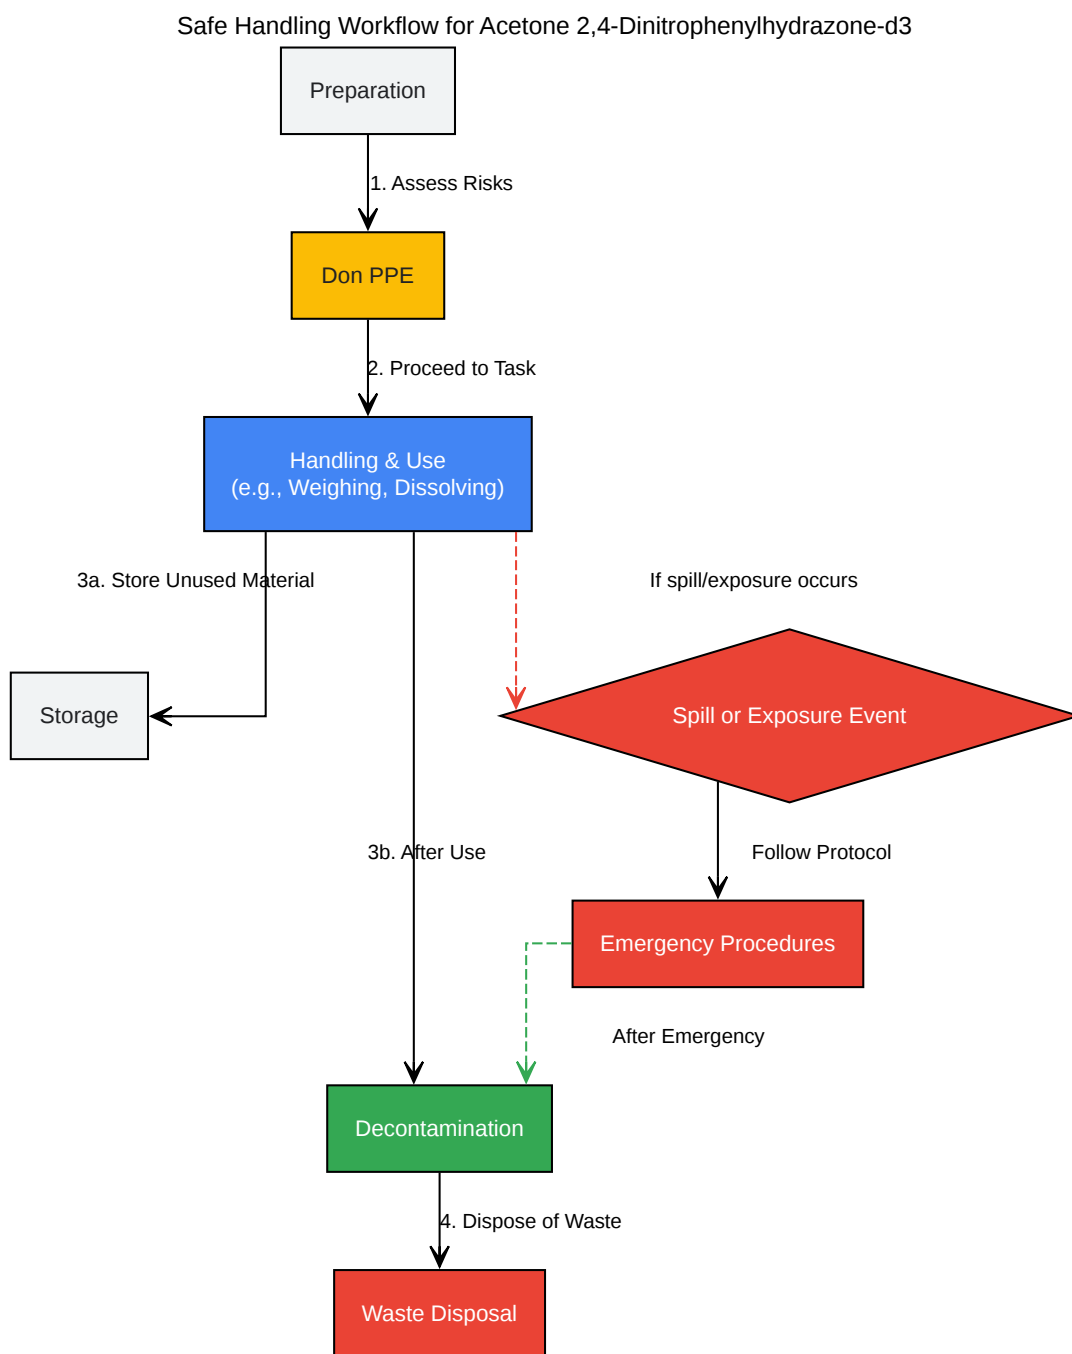 Safe Handling Workflow for Acetone 2,4-Dinitrophenylhydrazone-d3
Preparation
1. Assess Risks
Don PPE
2. Proceed to Task
Handling & Use
(e.g., Weighing, Dissolving)
3a. Store Unused Material
If spill/exposure occurs
Storage
Spill or Exposure Event
3b. After Use
Follow Protocol
Emergency Procedures
After Emergency
Decontamination
4. Dispose of Waste
Waste Disposal